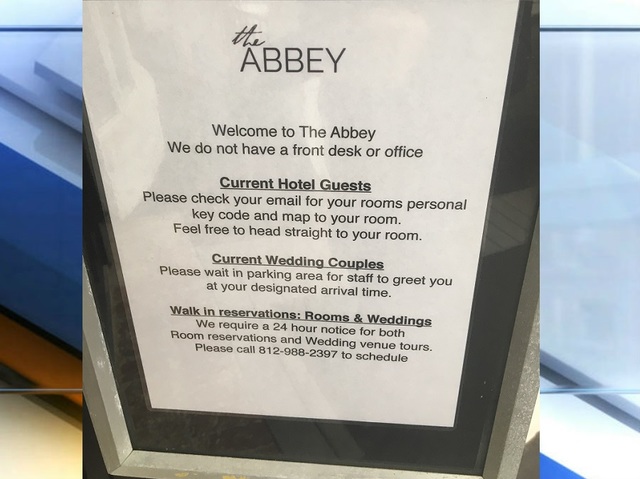 the
ABBEY
Welcome to The Abbey
We do not have a front desk or office
Current Hotel Guests
Please check your email for your rooms personal
key code and map to your room.
Feel free to head straight to your room.
Current Wedding Couples
Please wait in parking area for staff to greet you
at your designated arrival time.
Walk in reservations: Rooms & Weddings
We require a 24 hour notice for both
Room reservations and Wedding venue tours.
Please call 812-988-2397 to schedule